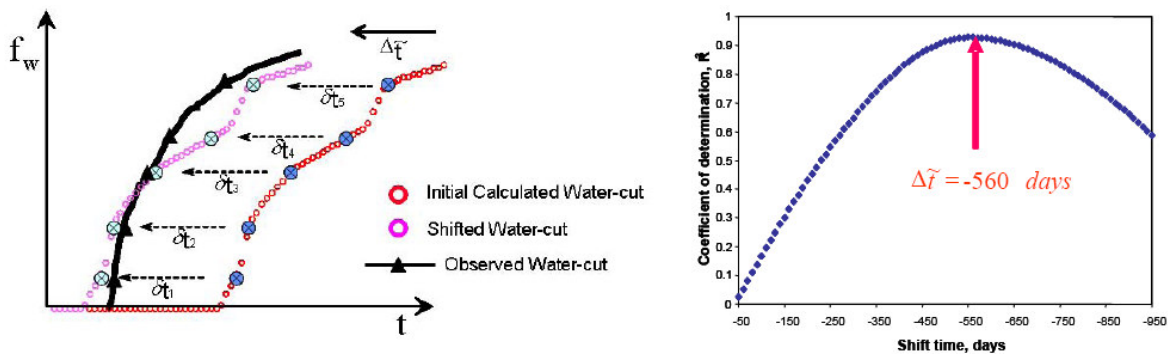 f_w
Δt̃
δt₅
δt₄
δt₃
δt₂
δt₁
t
Initial Calculated Water-cut
Shifted Water-cut
Observed Water-cut
Coefficient of determination, R̂
1
0.9
0.8
0.7
0.6
0.5
0.4
0.3
0.2
0.1
0
Δt̃ = -560 days
-50 -150 -250 -350 -450 -550 -650 -750 -850 -950
Shift time, days